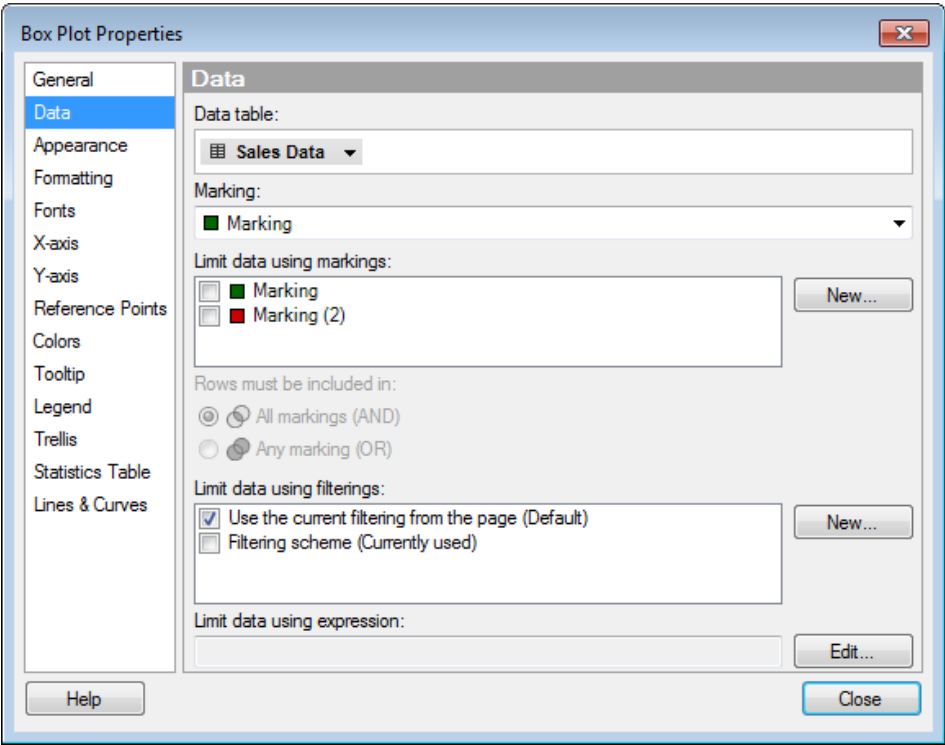 Box Plot Properties
General
Data
Appearance
Formatting
Fonts
X-axis
Y-axis
Reference Points
Colors
Tooltip
Legend
Trellis
Statistics Table
Lines & Curves
Data
Data table:
Sales Data
Marking:
Marking
Limit data using markings:
Marking
Marking (2)
New...
Rows must be included in:
All markings (AND)
Any marking (OR)
Limit data using filterings:
Use the current filtering from the page (Default)
Filtering scheme (Currently used)
New...
Limit data using expression:
Edit...
Help
Close